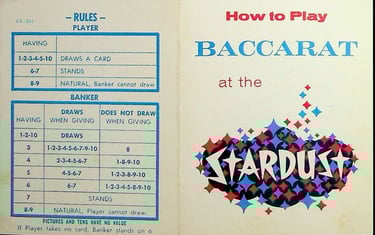 — RULES —
PLAYER
HAVING
1-2-3-4-5-10 DRAWS A CARD
6-7 STANDS
8-9 NATURAL, Banker cannot draw.
BANKER
HAVING DRAWS WHEN GIVING DOES NOT DRAW WHEN GIVING
1-2-10 DRAWS
3 1-2-3-4-5-6-7-9-10 8
4 2-3-4-5-6-7 1-8-9-10
5 4-5-6-7 1-2-3-8-9-10
6 6-7 1-2-3-4-5-8-9-10
7 STANDS
8-9 NATURAL, Player cannot draw.
PICTURES AND TENS HAVE NO VALUE
If Player takes no card, Banker stands on 6
How to Play
BACCARAT
at the
STARDUST